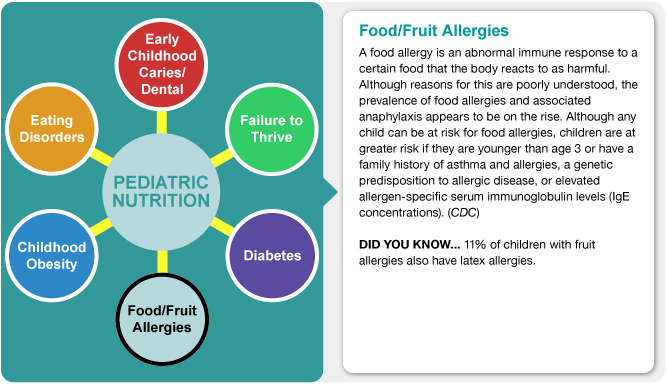 Early
Childhood
Caries/
Dental
Eating
Disorders
Failure to
Thrive
PEDIATRIC
NUTRITION
Childhood
Obesity
Diabetes
Food/Fruit
Allergies
Food/Fruit Allergies
A food allergy is an abnormal immune response to a
certain food that the body reacts to as harmful.
Although reasons for this are poorly understood, the
prevalence of food allergies and associated
anaphylaxis appears to be on the rise. Although any
child can be at risk for food allergies, children are at
greater risk if they are younger than age 3 or have a
family history of asthma and allergies, a genetic
predisposition to allergic disease, or elevated
allergen-specific serum immunoglobulin levels (IgE
concentrations). (CDC)
DID YOU KNOW... 11% of children with fruit
allergies also have latex allergies.